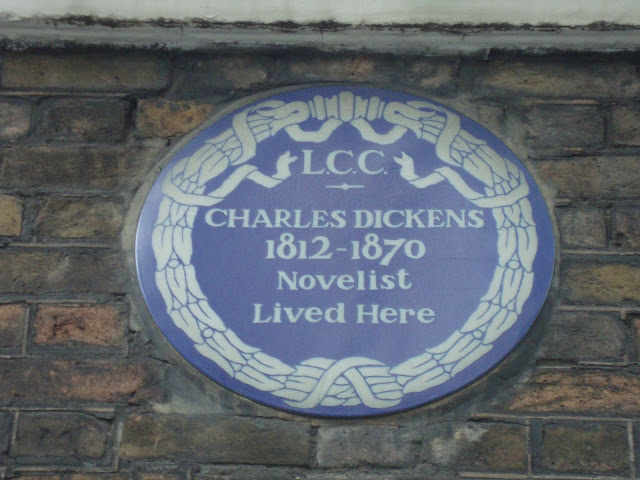 L.C.C.
CHARLES DICKENS
1812-1870
Novelist
Lived Here